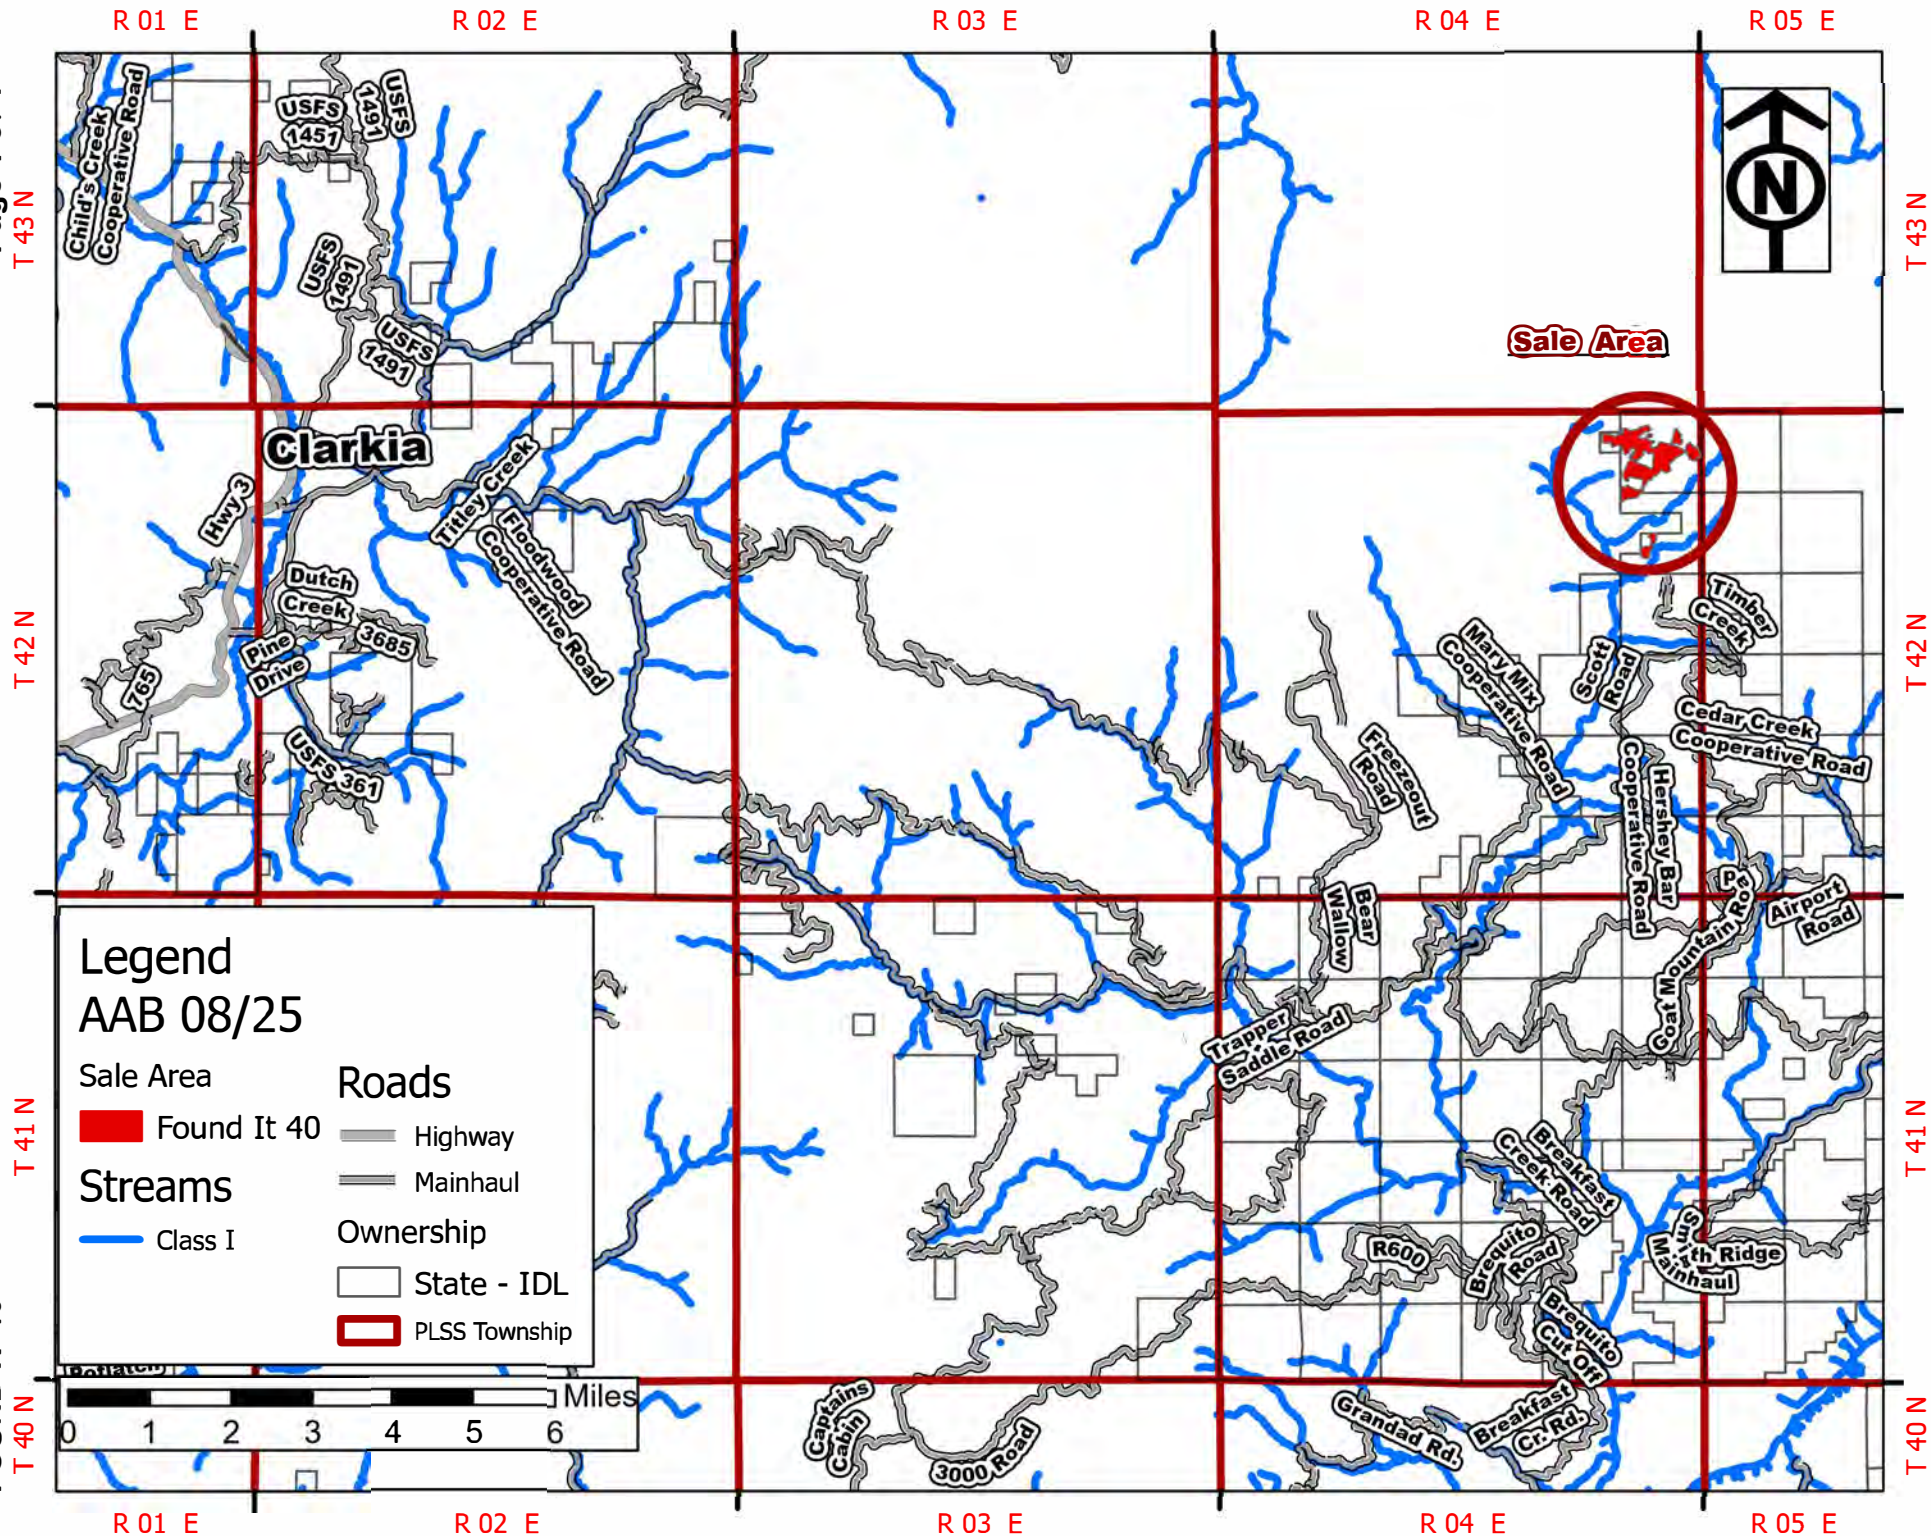 R 01 E
R 02 E
R 03 E
R 04 E
R 05 E
T 43 N
T 43 N
Child's Creek
Cooperative Road
USFS
1451
USFS
1491
USFS
1491
USFS
1491
N
Sale Area
Clarkia
Hwy 3
Titley Creek
Floodwood
Cooperative Road
Dutch
Creek
3685
Pine
Drive
765
USFS 361
T 42 N
T 42 N
Timber
Creek
Scott
Road
Mary Mix
Cooperative Road
Cedar Creek
Cooperative Road
Freezeout
Road
Hershey Bar
Cooperative Road
Bear
Wallow
Airport
Road
Goat Mountain Road
Trapper
Saddle Road
T 41 N
T 41 N
Breakfast
Creek Road
Brequito
Road
R600
Smith Ridge
Mainhaul
Brequito
Cut Off
Breakfast
Cr. Rd.
Grandad Rd.
3000 Road
Captains
Cabin
Legend
AAB 08/25
Sale Area
Found It 40
Streams
Class I
Roads
Highway
Mainhaul
Ownership
State - IDL
PLSS Township
Potlatch
Miles
0 1 2 3 4 5 6
T 40 N
T 40 N
R 01 E
R 02 E
R 03 E
R 04 E
R 05 E